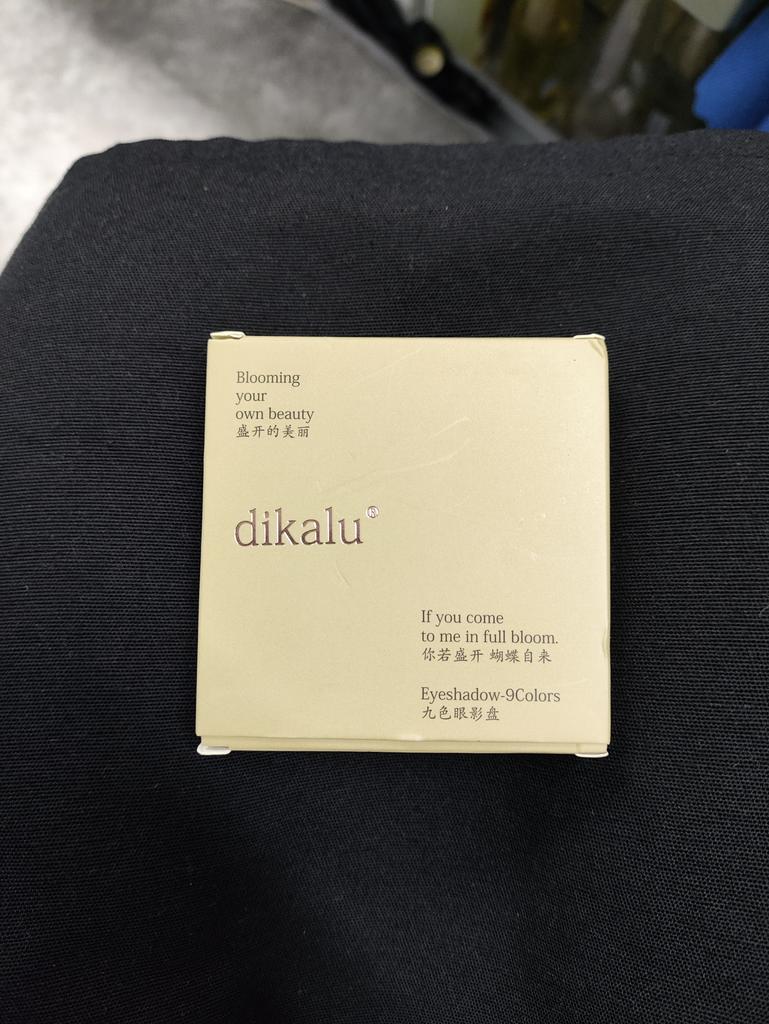 Blooming
your
own beauty
盛开的美丽
dikalu®
If you come
to me in full bloom.
你若盛开 蝴蝶自来
Eyeshadow-9Colors
九色眼影盘